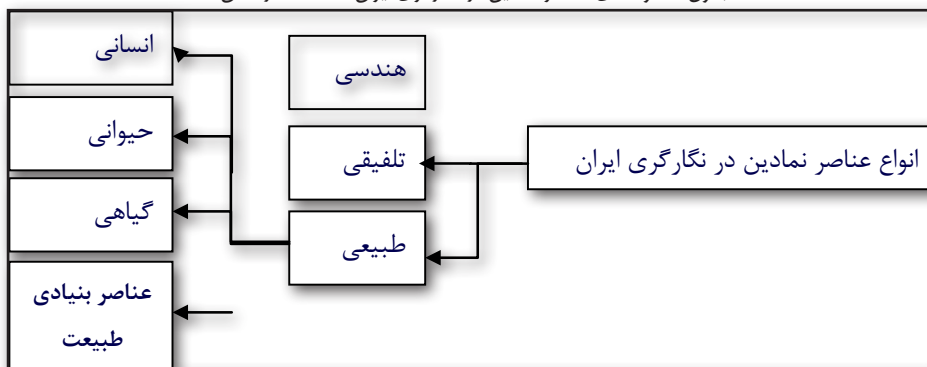 انواع عناصر نمادین در نگارگری ایران
هندسی
تلفیقی
طبیعی
انسانی
حیوانی
گیاهی
عناصر بنیادی
طبیعت